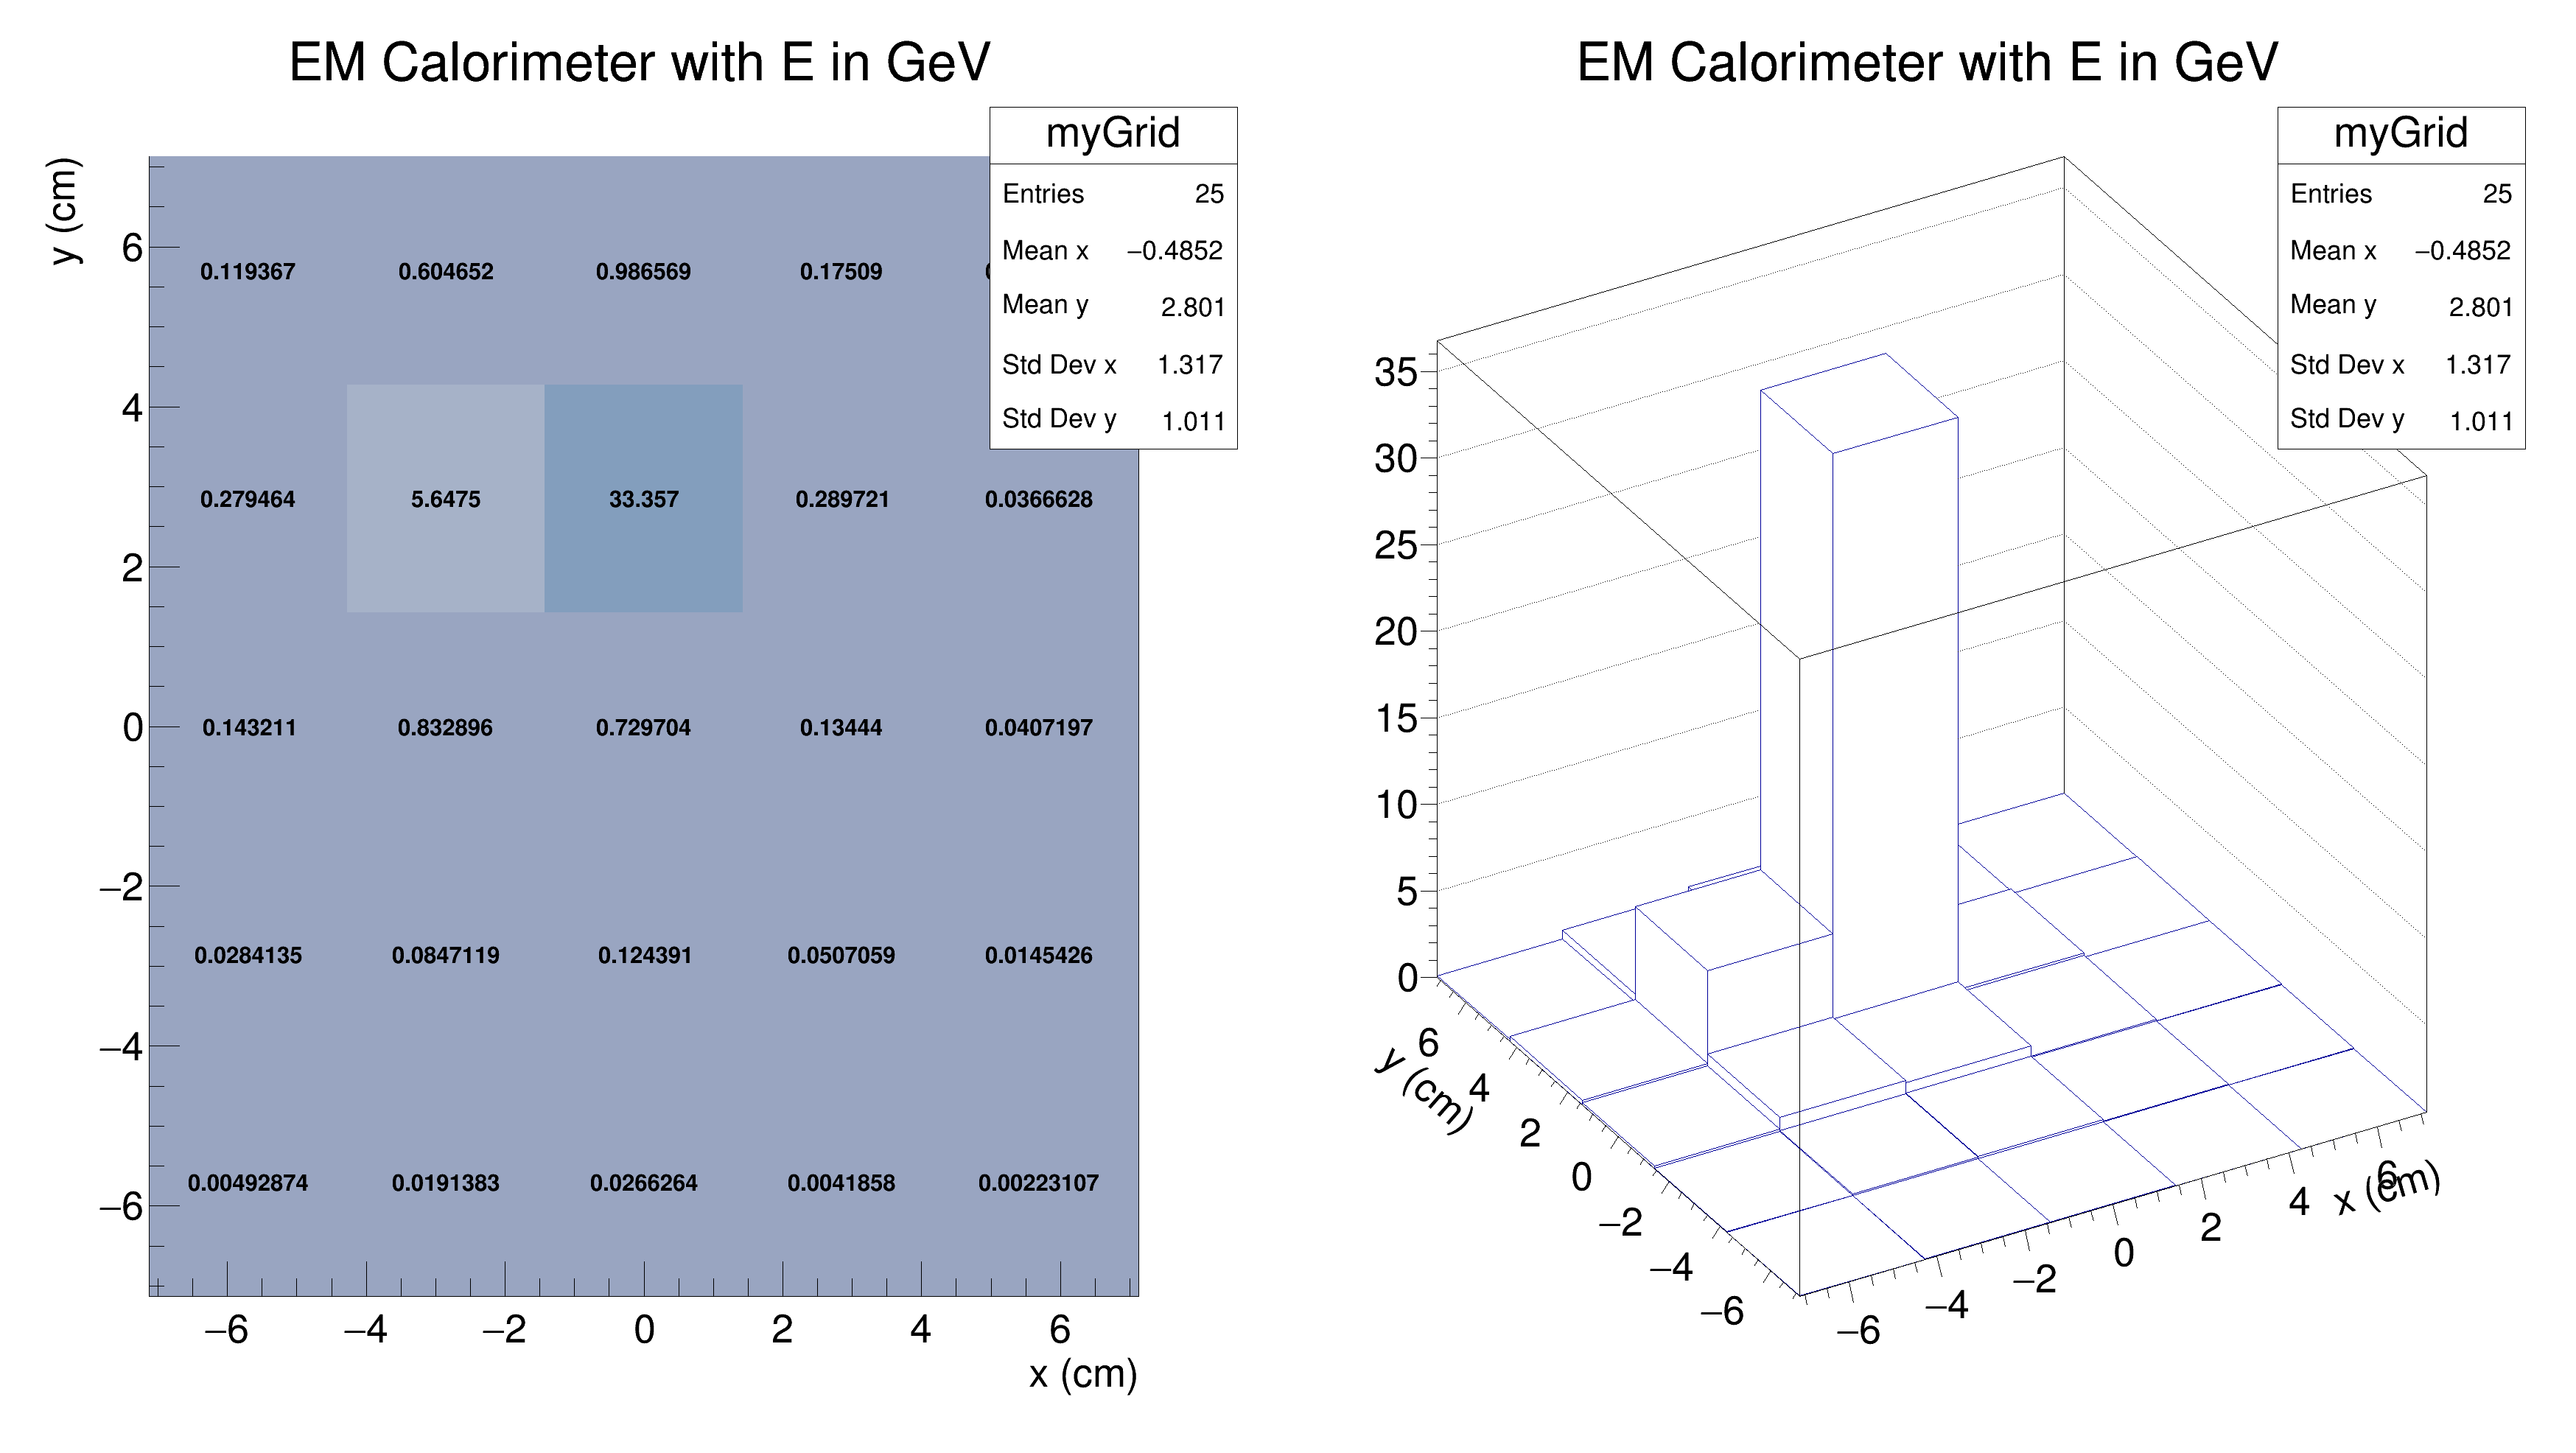 EM Calorimeter with E in GeV
myGrid
Entries 25
Mean x −0.4852
Mean y 2.801
Std Dev x 1.317
Std Dev y 1.011
y (cm)
6
4
2
0
−2
−4
−6
0.119367 0.604652 0.986569 0.17509
0.279464 5.6475 33.357 0.289721 0.0366628
0.143211 0.832896 0.729704 0.13444 0.0407197
0.0284135 0.0847119 0.124391 0.0507059 0.0145426
0.00492874 0.0191383 0.0266264 0.0041858 0.00223107
−6 −4 −2 0 2 4 6
x (cm)
EM Calorimeter with E in GeV
myGrid
Entries 25
Mean x −0.4852
Mean y 2.801
Std Dev x 1.317
Std Dev y 1.011
35
30
25
20
15
10
5
0
y (cm)
6
4
2
0
−2
−4
−6
−6 −4 −2 0 2 4 6
x (cm)